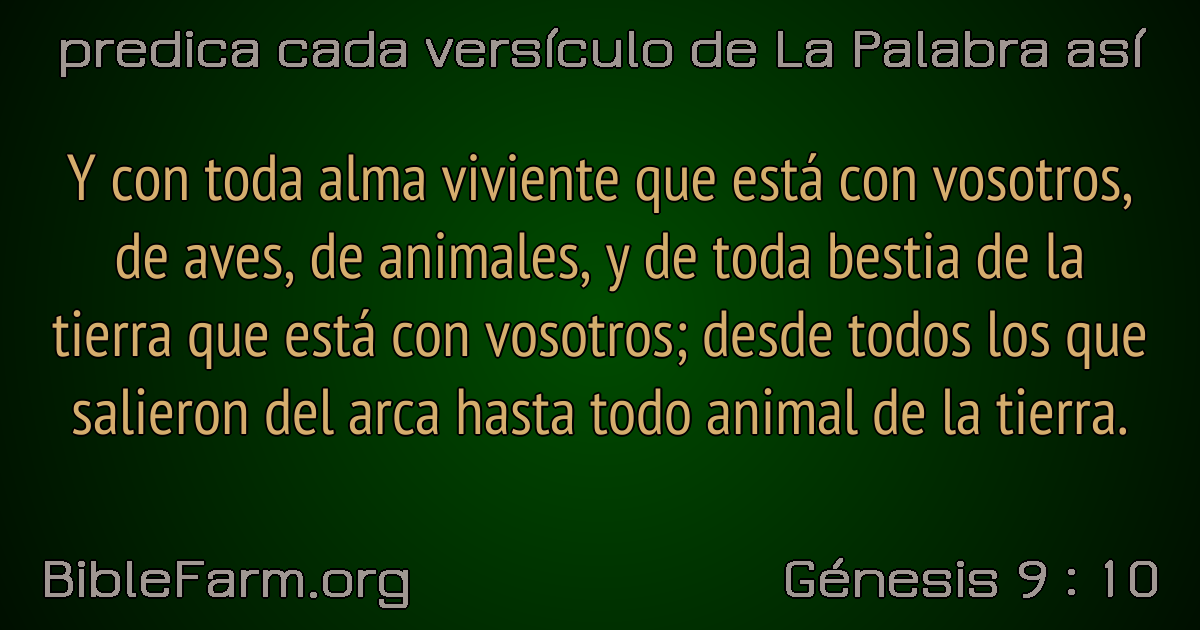 predica cada versículo de La Palabra así
Y con toda alma viviente que está con vosotros,
de aves, de animales, y de toda bestia de la
tierra que está con vosotros; desde todos los que
salieron del arca hasta todo animal de la tierra.
BibleFarm.org
Génesis 9 : 10